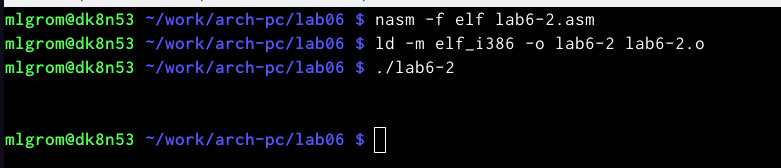 mlgrom@dk8n53 ~/work/arch-pc/lab06 $ nasm -f elf lab6-2.asm
mlgrom@dk8n53 ~/work/arch-pc/lab06 $ ld -m elf_i386 -o lab6-2 lab6-2.o
mlgrom@dk8n53 ~/work/arch-pc/lab06 $ ./lab6-2
mlgrom@dk8n53 ~/work/arch-pc/lab06 $